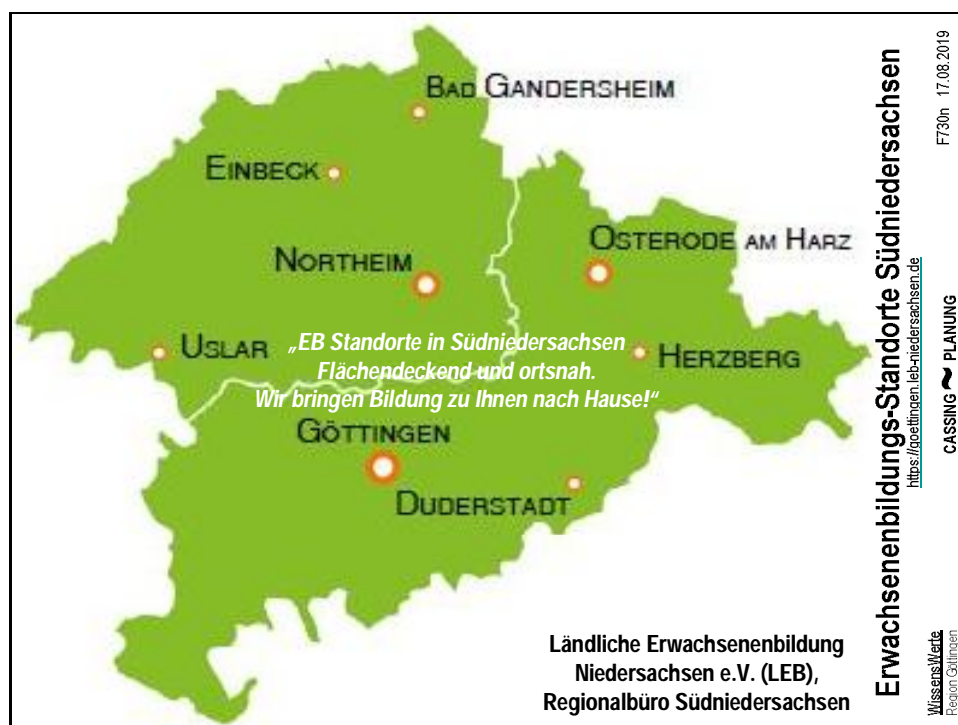 BAD GANDERSHEIM
EINBECK
OSTERODE AM HARZ
NORTHEIM
USLAR
„EB Standorte in Südniedersachsen
Flächendeckend und ortsnah.
Wir bringen Bildung zu Ihnen nach Hause!“
HERZBERG
GÖTTINGEN
DUDERSTADT
Ländliche Erwachsenenbildung
Niedersachsen e.V. (LEB),
Regionalbüro Südniedersachsen
Erwachsenenbildungs-Standorte Südniedersachsen
https://goettingen.leb-niedersachsen.de
F730n 17.08.2019
CASSING ~ PLANUNG
WissensWerte
Region Göttingen